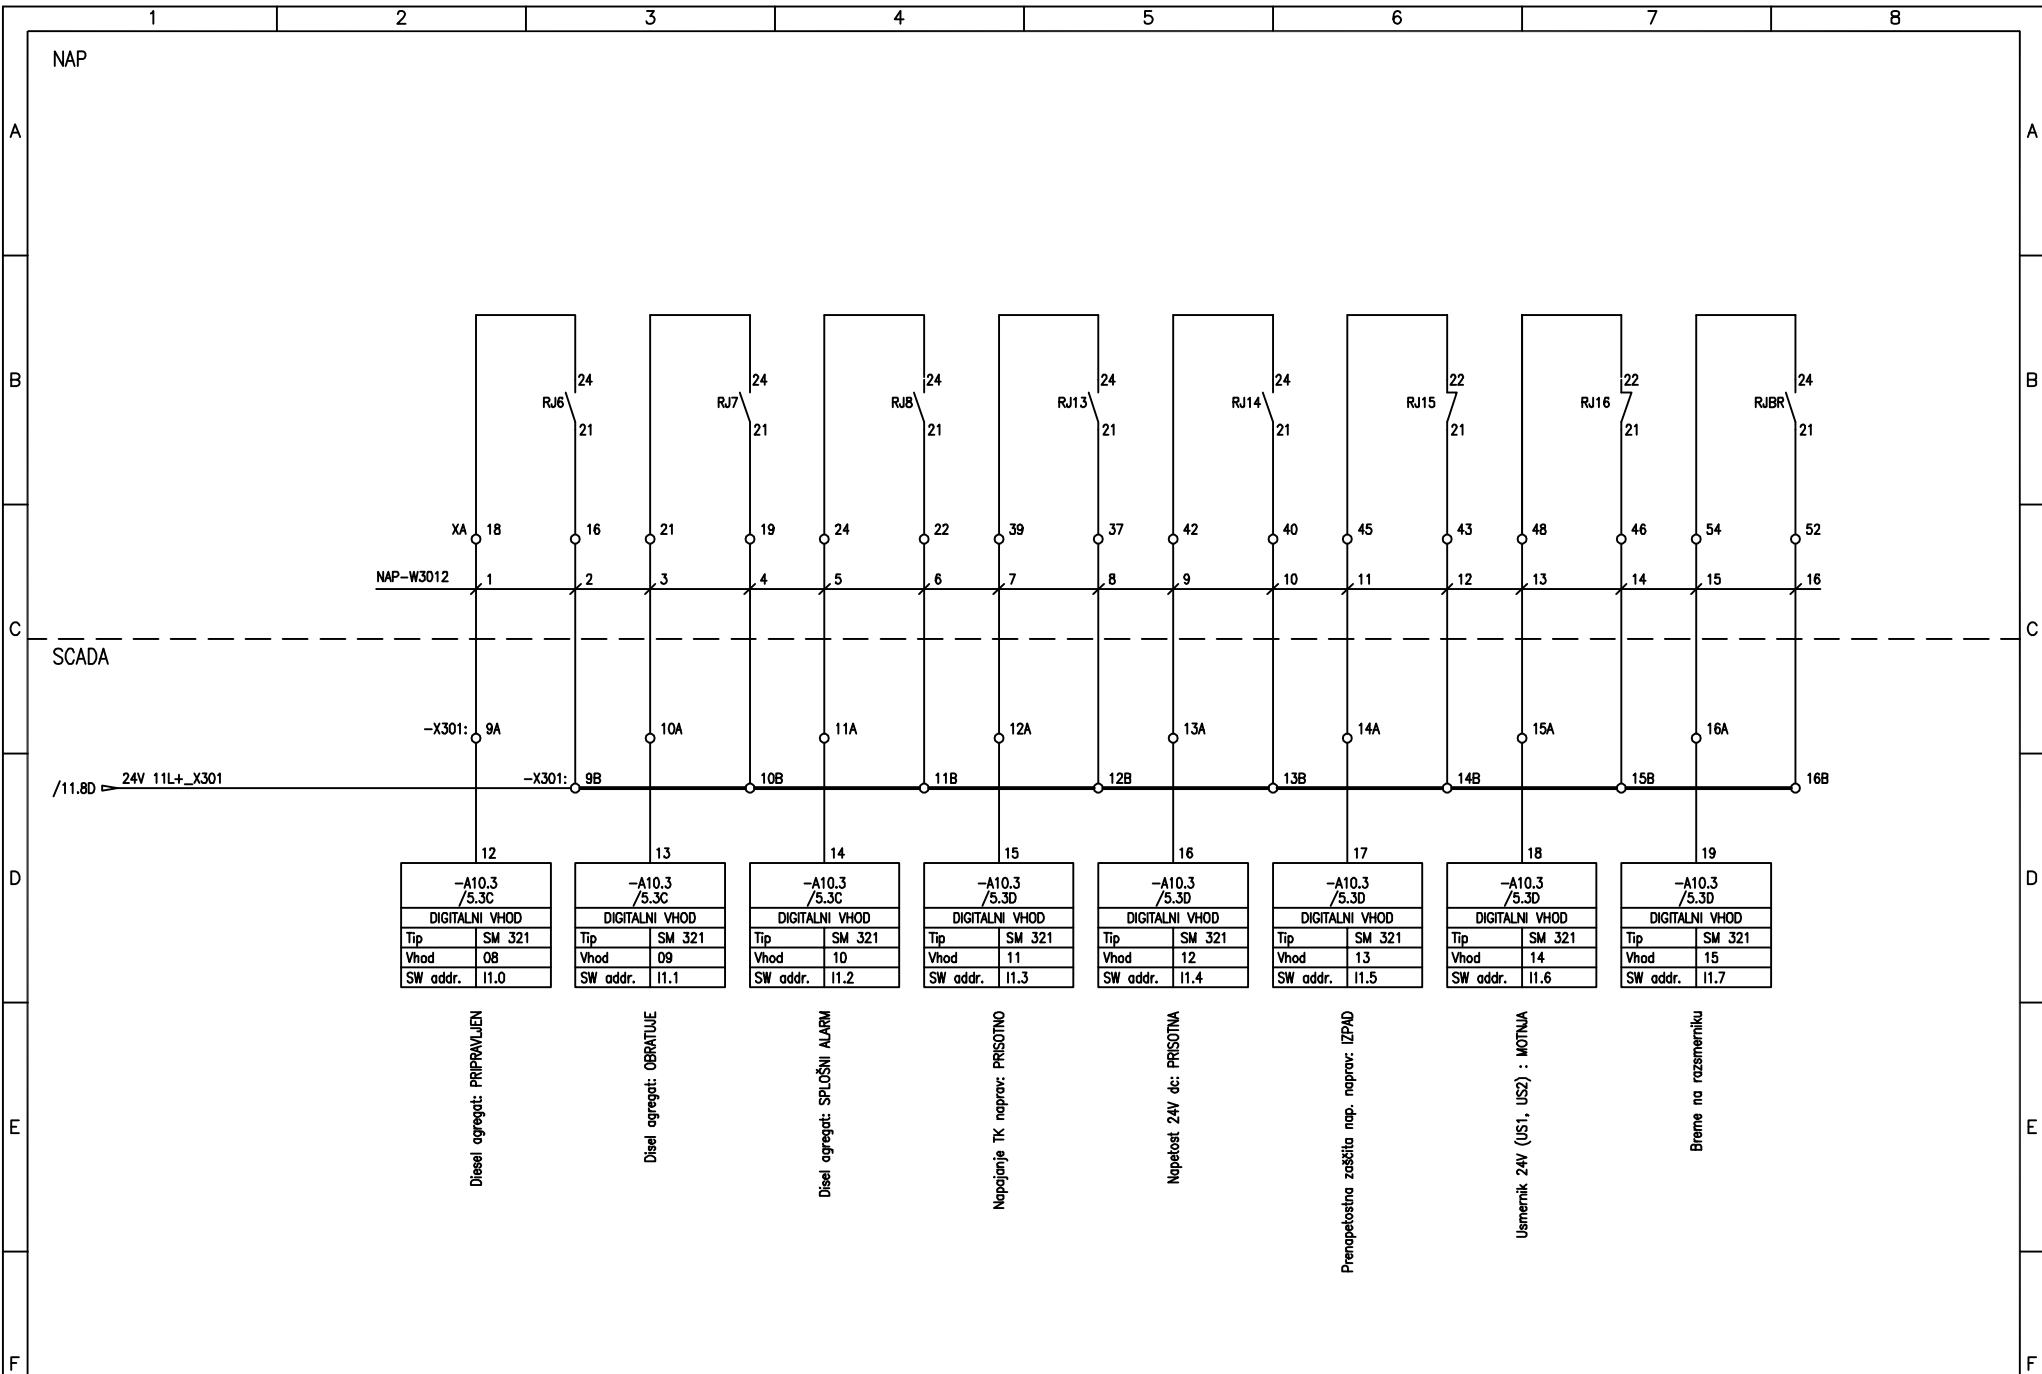 1 2 3 4 5 6 7 8
NAP
A A
B B
24 24 24 24 24 22 22 24
RJ6 RJ7 RJ8 RJ13 RJ14 RJ15 RJ16 RJBR
21 21 21 21 21 21 21 21
XA 18 16 21 19 24 22 39 37 42 40 45 43 48 46 54 52
NAP-W3012 1 2 3 4 5 6 7 8 9 10 11 12 13 14 15 16
C C
SCADA
-X301: 9A 10A 11A 12A 13A 14A 15A 16A
/11.8D 24V 11L+_X301 -X301: 9B 10B 11B 12B 13B 14B 15B 16B
12 13 14 15 16 17 18 19
D D
-A10.3 -A10.3 -A10.3 -A10.3 -A10.3 -A10.3 -A10.3 -A10.3
/5.3C /5.3C /5.3C /5.3D /5.3D /5.3D /5.3D /5.3D
DIGITALNI VHOD DIGITALNI VHOD DIGITALNI VHOD DIGITALNI VHOD DIGITALNI VHOD DIGITALNI VHOD DIGITALNI VHOD DIGITALNI VHOD
Tip SM 321 Tip SM 321 Tip SM 321 Tip SM 321 Tip SM 321 Tip SM 321 Tip SM 321 Tip SM 321
Vhod 08 Vhod 09 Vhod 10 Vhod 11 Vhod 12 Vhod 13 Vhod 14 Vhod 15
SW addr. I1.0 SW addr. I1.1 SW addr. I1.2 SW addr. I1.3 SW addr. I1.4 SW addr. I1.5 SW addr. I1.6 SW addr. I1.7
Diesel agregat: PRIPRAVLJEN
Disel agregat: OBRATUJE
Disel agregat: SPLOŠNI ALARM
Napajanje TK naprav: PRISOTNO
Napetost 24V dc: PRISOTNA
Prenapetostna zaščita nap. naprav: IZPAD
Usmernik 24V (US1, US2) : MOTNJA
Breme na razsmerniku
E E
F F